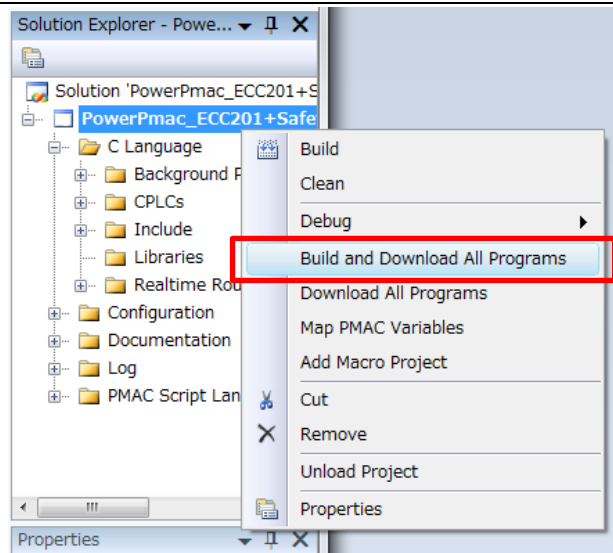 Solution Explorer - Powe...
Solution 'PowerPmac_ECC201+S
PowerPmac_ECC201+Safe
C Language
Background P
CPLCs
Include
Libraries
Realtime Rou
Configuration
Documentation
Log
PMAC Script Lan
Build
Clean
Debug
Build and Download All Programs
Download All Programs
Map PMAC Variables
Add Macro Project
Cut
Remove
Unload Project
Properties
Properties